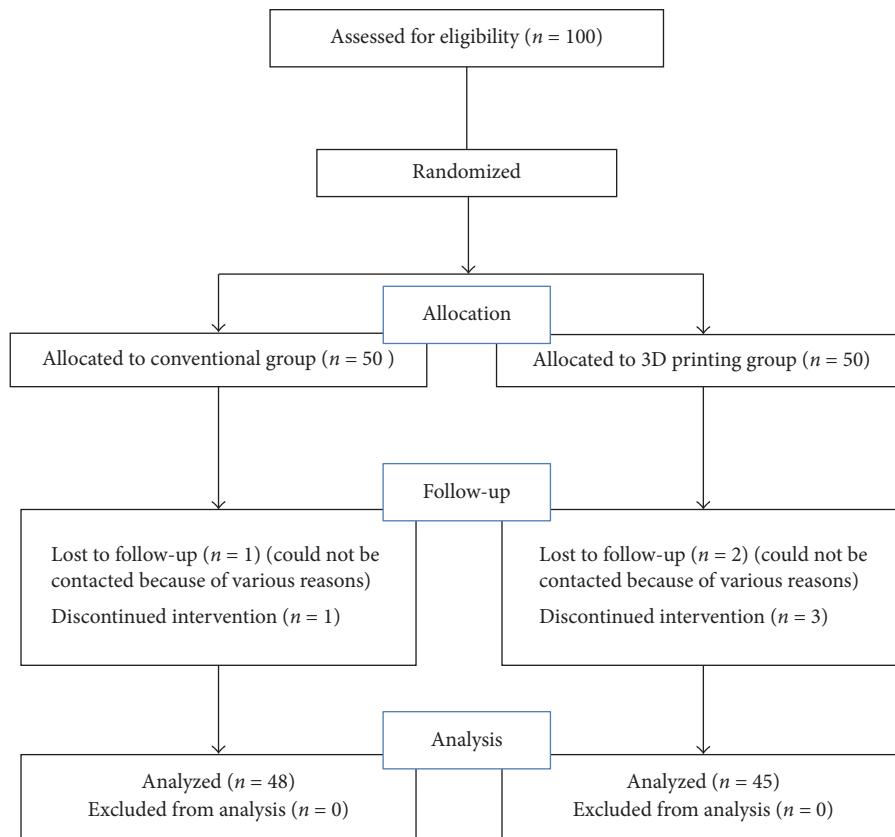 Assessed for eligibility (n = 100)
Randomized
Allocation
Allocated to conventional group (n = 50 )
Allocated to 3D printing group (n = 50)
Follow-up
Lost to follow-up (n = 1) (could not be
contacted because of various reasons)
Discontinued intervention (n = 1)
Lost to follow-up (n = 2) (could not be
contacted because of various reasons)
Discontinued intervention (n = 3)
Analysis
Analyzed (n = 48)
Excluded from analysis (n = 0)
Analyzed (n = 45)
Excluded from analysis (n = 0)